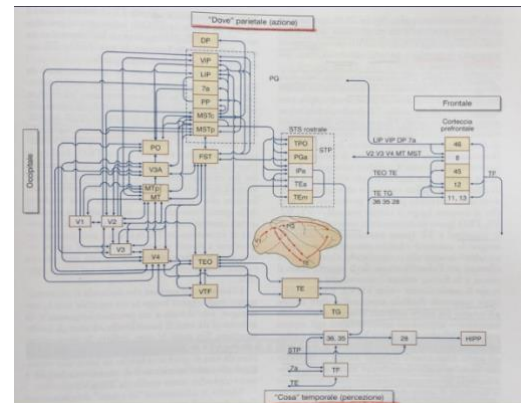 "Dove" parietale (azione)
DP
VIP
LIP
7a
PP
MSTc
MSTp
PG
Frontale
Corteccia
prefrontale
LIP VIP DP 7a
46
V2 V3 V4 MT MST
8
TEO TE
45
12
TF
TE TG
36 35 28
11, 13
STS rostrale
TPO
PGa
IPa
TEa
TEm
STP
Occipitale
PO
V3A
MTp
MT
FST
V1
V2
V3
V4
TEO
VTF
TE
TG
36, 35
28
HIPP
STP
7a
TF
TE
"Cosa" temporale (percezione)